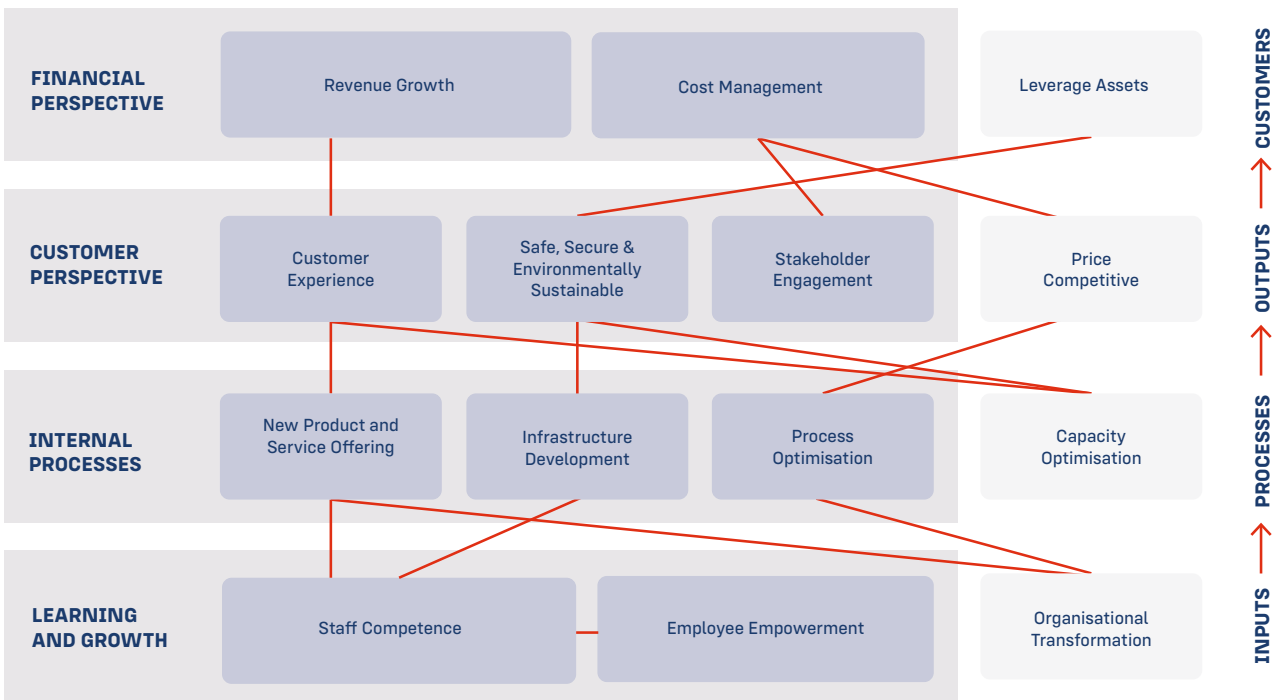 FINANCIAL
PERSPECTIVE
Revenue Growth
Cost Management
Leverage Assets
CUSTOMER
PERSPECTIVE
Customer
Experience
Safe, Secure &
Environmentally
Sustainable
Stakeholder
Engagement
Price
Competitive
INTERNAL
PROCESSES
New Product and
Service Offering
Infrastructure
Development
Process
Optimisation
Capacity
Optimisation
LEARNING
AND GROWTH
Staff Competence
Employee Empowerment
Organisational
Transformation
CUSTOMERS
OUTPUTS
PROCESSES
INPUTS